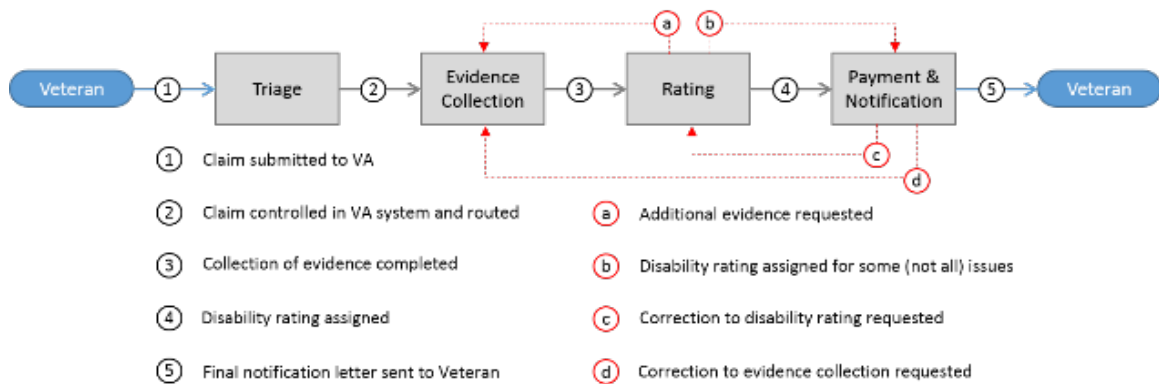 a
b
Veteran
1
Triage
2
Evidence
Collection
3
Rating
4
Payment &
Notification
5
Veteran
c
d
1 Claim submitted to VA
2 Claim controlled in VA system and routed
3 Collection of evidence completed
4 Disability rating assigned
5 Final notification letter sent to Veteran
a Additional evidence requested
b Disability rating assigned for some (not all) issues
c Correction to disability rating requested
d Correction to evidence collection requested